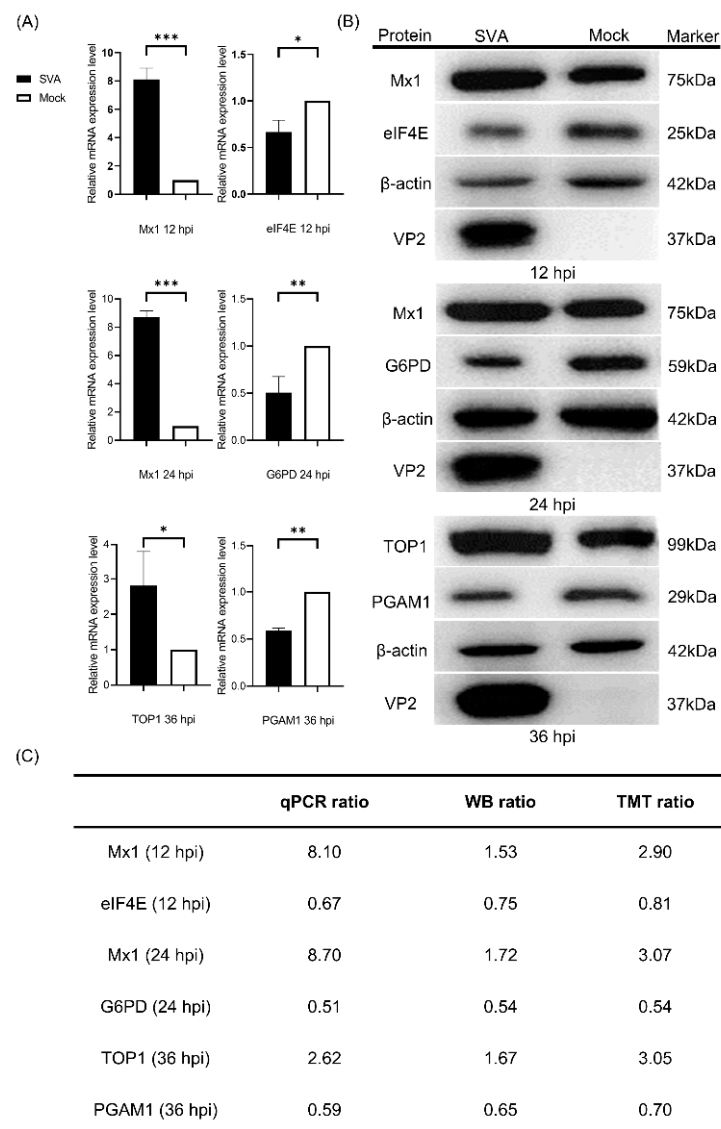 (A)
SVA
Mock
Relative mRNA expression level
10
8
6
4
2
0
***
Mx1 12 hpi
Relative mRNA expression level
1.5
1.0
0.5
0.0
*
eIF4E 12 hpi
Relative mRNA expression level
10
8
6
4
2
0
***
Mx1 24 hpi
Relative mRNA expression level
1.5
1.0
0.5
0.0
**
G6PD 24 hpi
Relative mRNA expression level
5
4
3
2
1
0
*
TOP1 36 hpi
Relative mRNA expression level
1.5
1.0
0.5
0.0
**
PGAM1 36 hpi
(B)
Protein SVA Mock Marker
Mx1 75kDa
eIF4E 25kDa
β-actin 42kDa
VP2 37kDa
12 hpi
Mx1 75kDa
G6PD 59kDa
β-actin 42kDa
VP2 37kDa
24 hpi
TOP1 99kDa
PGAM1 29kDa
β-actin 42kDa
VP2 37kDa
36 hpi
(C)
qPCR ratio WB ratio TMT ratio
Mx1 (12 hpi) 8.10 1.53 2.90
eIF4E (12 hpi) 0.67 0.75 0.81
Mx1 (24 hpi) 8.70 1.72 3.07
G6PD (24 hpi) 0.51 0.54 0.54
TOP1 (36 hpi) 2.62 1.67 3.05
PGAM1 (36 hpi) 0.59 0.65 0.70